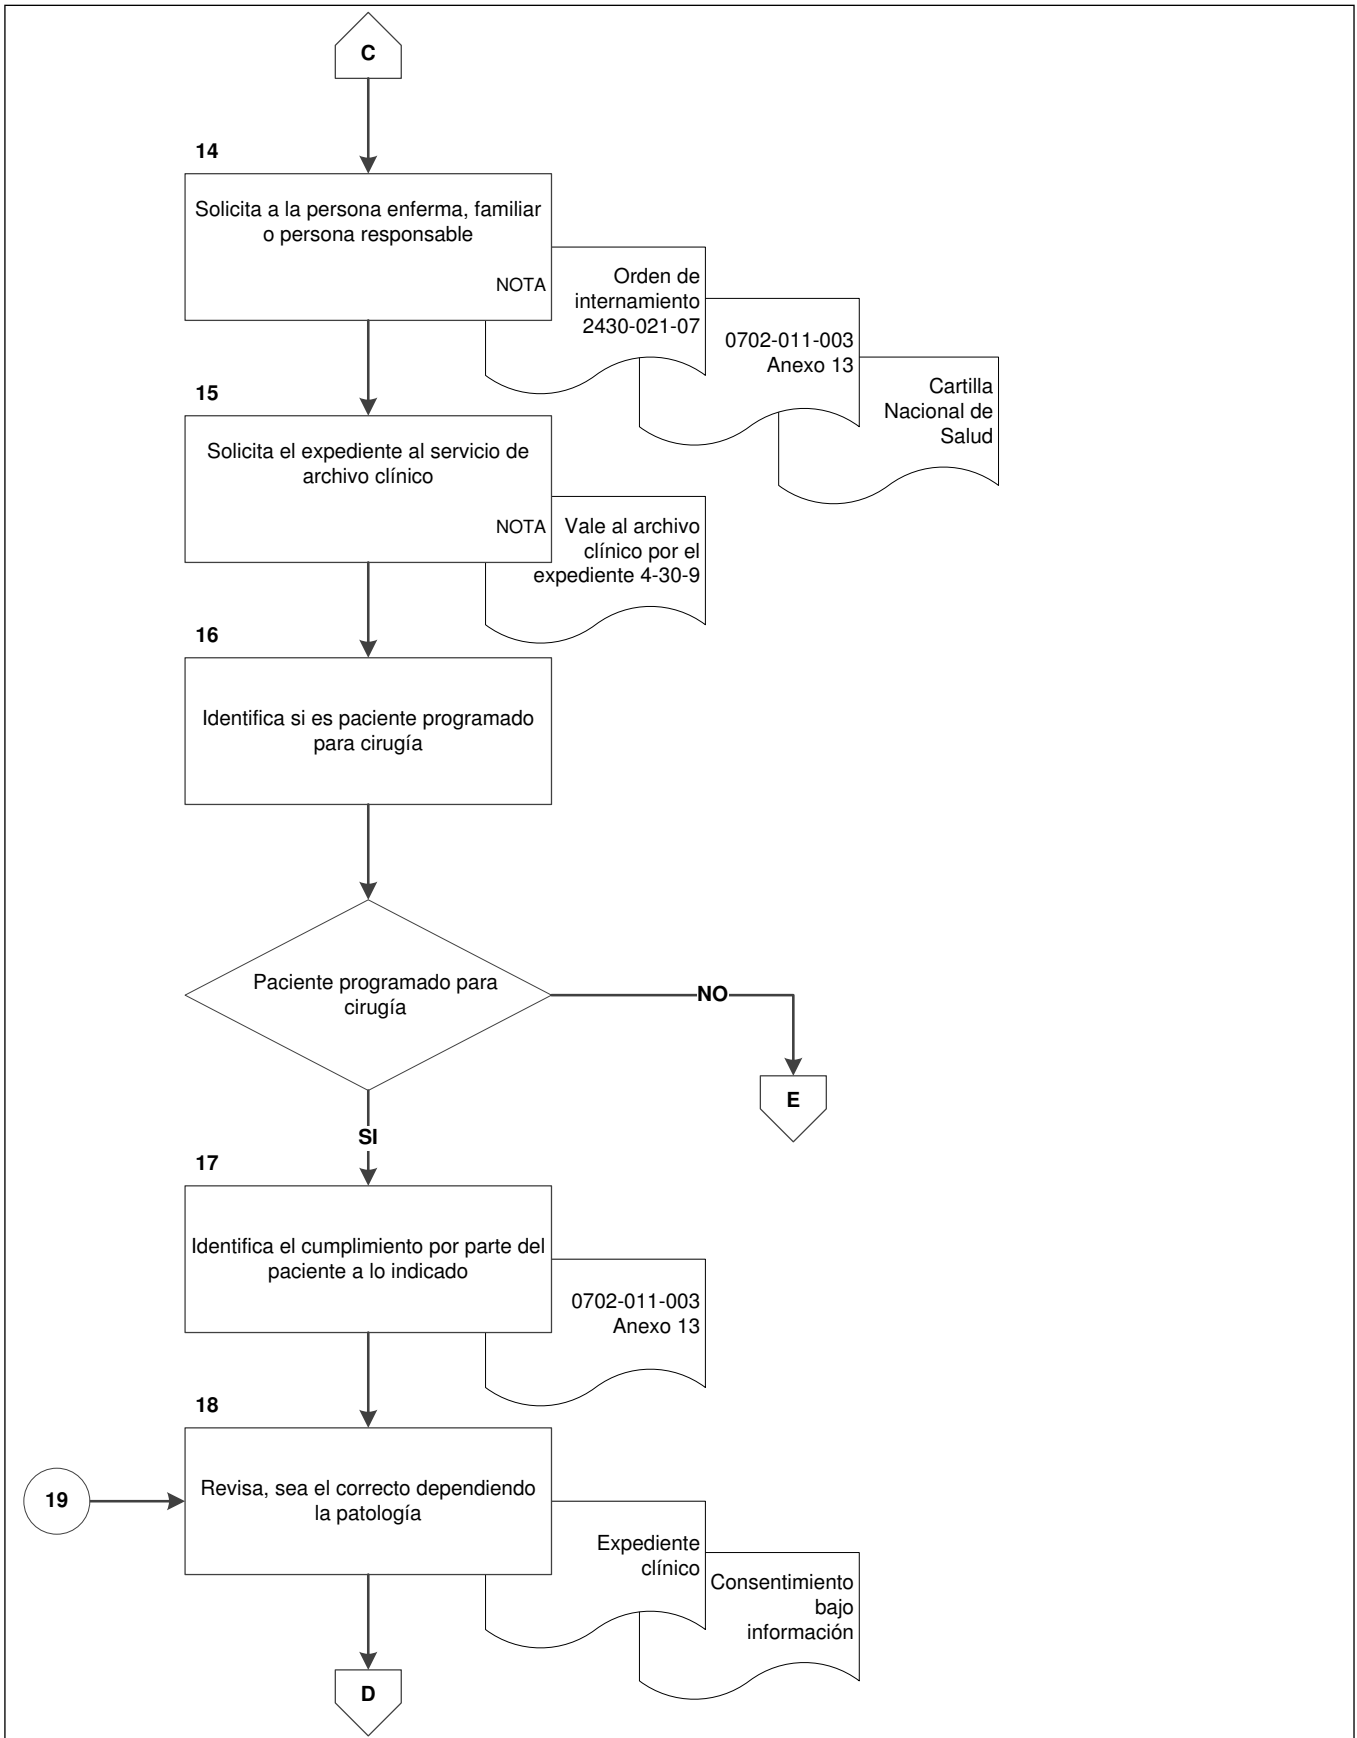 C
14
Solicita a la persona enferma, familiar
o persona responsable
NOTA
Orden de
internamiento
2430-021-07
0702-011-003
Anexo 13
Cartilla
Nacional de
Salud
15
Solicita el expediente al servicio de
archivo clínico
NOTA
Vale al archivo
clínico por el
expediente 4-30-9
16
Identifica si es paciente programado
para cirugía
Paciente programado para
cirugía
NO
E
SI
17
Identifica el cumplimiento por parte del
paciente a lo indicado
0702-011-003
Anexo 13
18
19
Revisa, sea el correcto dependiendo
la patología
Expediente
clínico
Consentimiento
bajo
información
D